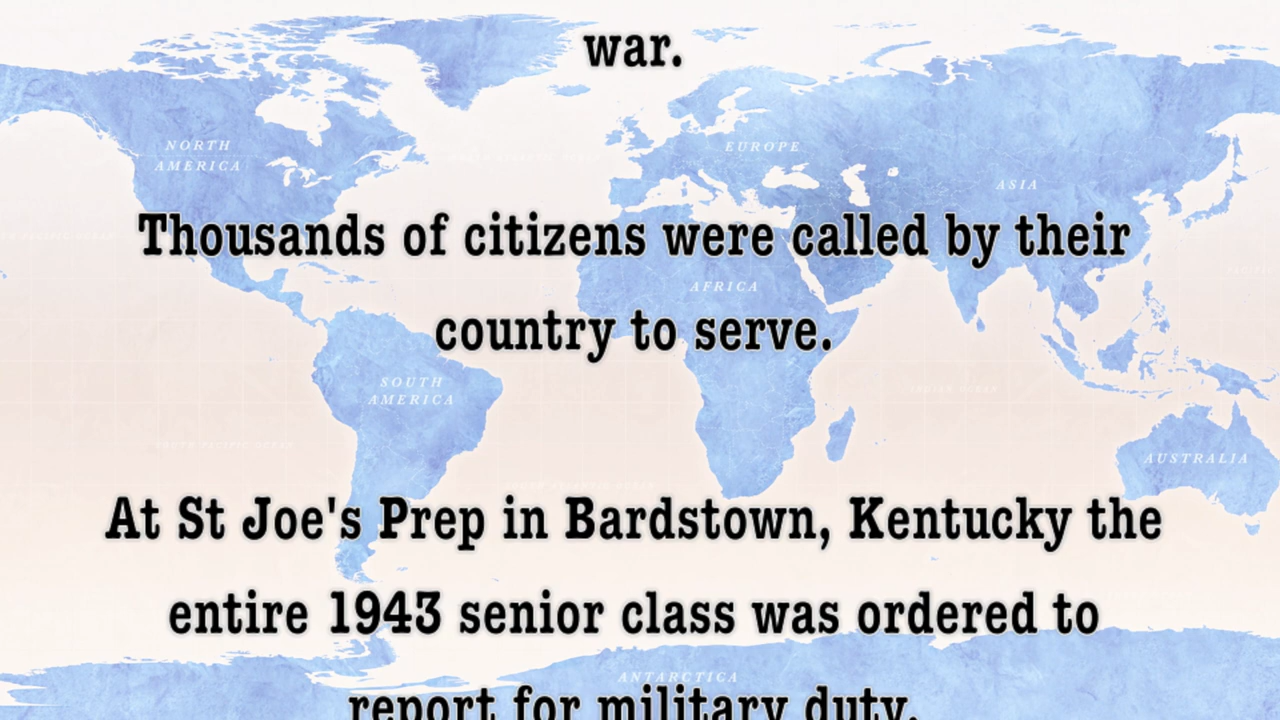 war.
NORTH
AMERICA
EUROPE
ASIA
Thousands of citizens were called by their
AFRICA
country to serve.
SOUTH
AMERICA
AUSTRALIA
At St Joe's Prep in Bardstown, Kentucky the
entire 1943 senior class was ordered to
ANTARCTICA
report for military duty.